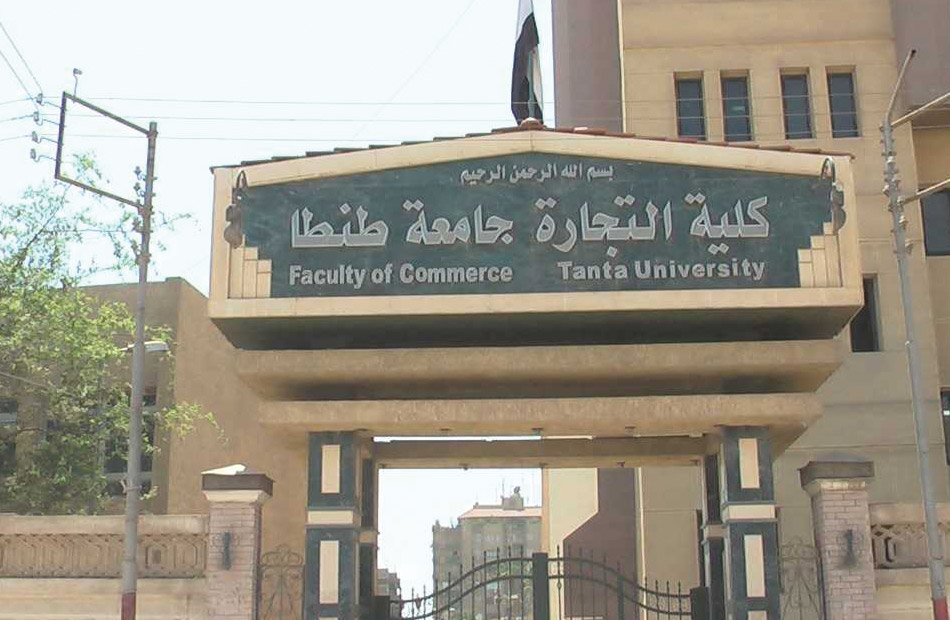 بسم الله الرحمن الرحيم
كلية التجارة جامعة طنطا
Faculty of Commerce Tanta University